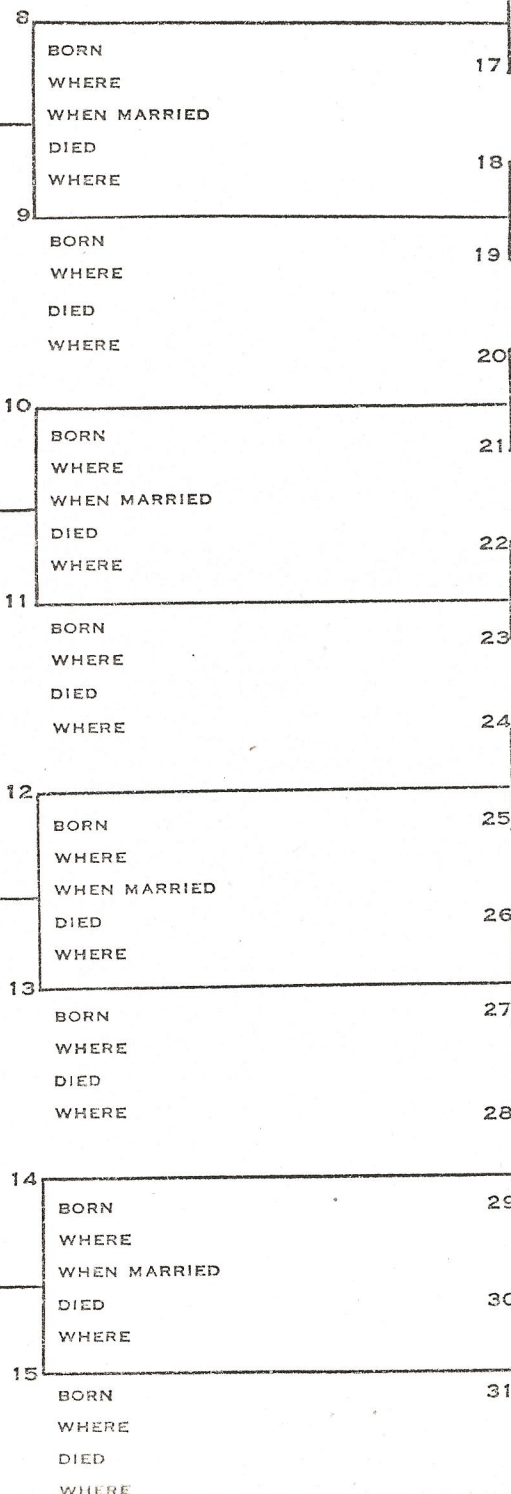 8
BORN
17
WHERE
WHEN MARRIED
DIED
18
WHERE
9
BORN
19
WHERE
DIED
WHERE
20
10
BORN
21
WHERE
WHEN MARRIED
DIED
22
WHERE
11
BORN
23
WHERE
DIED
24
WHERE
12
BORN
25
WHERE
WHEN MARRIED
DIED
26
WHERE
13
BORN
27
WHERE
DIED
WHERE
28
14
BORN
29
WHERE
WHEN MARRIED
DIED
30
WHERE
15
BORN
31
WHERE
DIED
WHERE